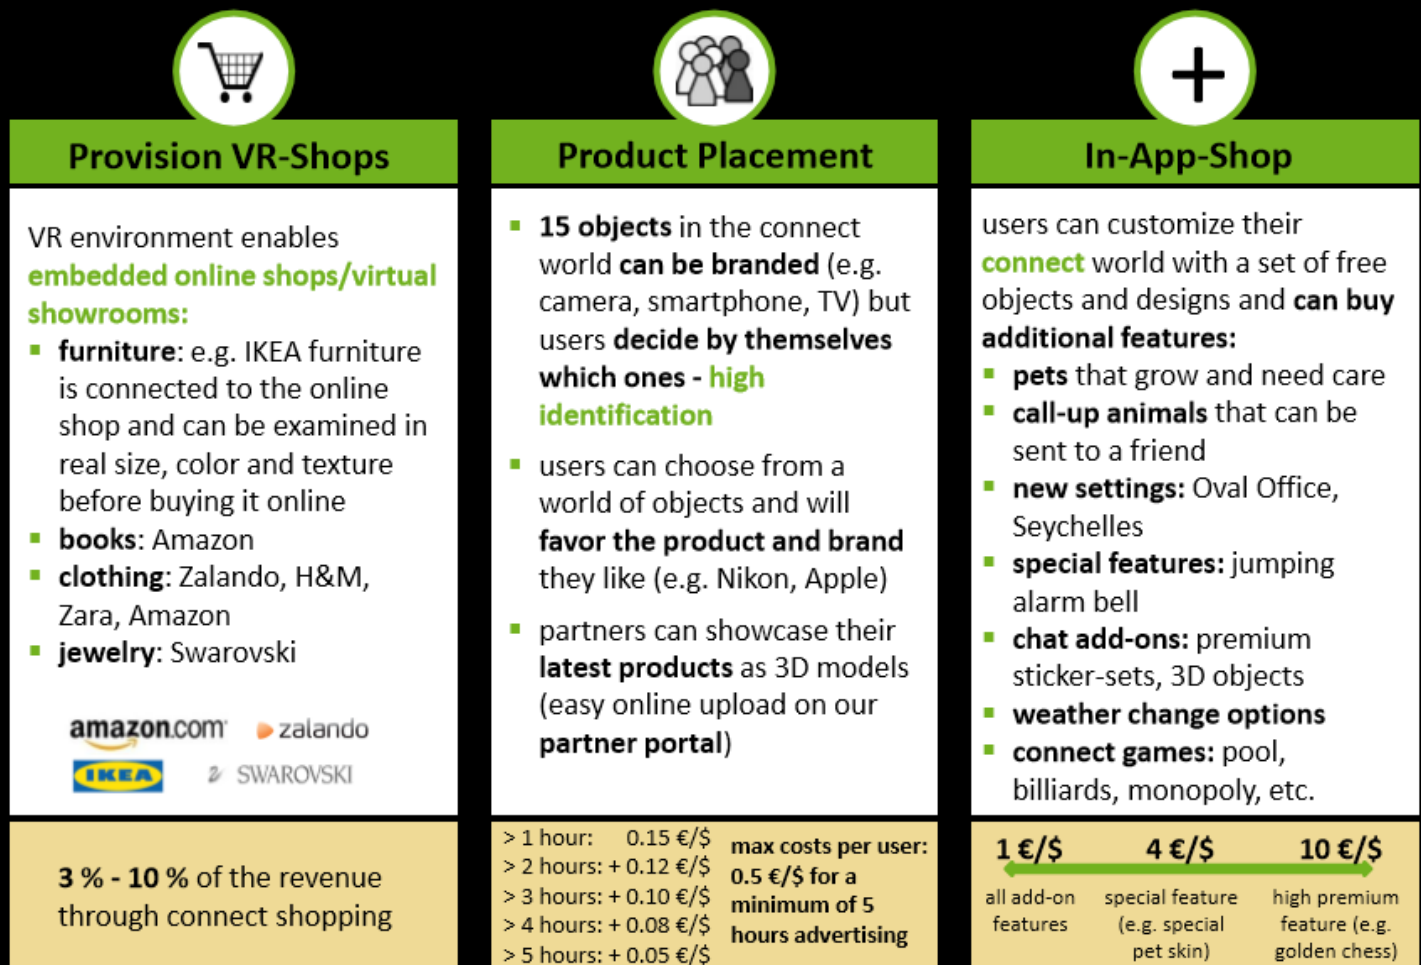 Provision VR-Shops
VR environment enables
embedded online shops/virtual
showrooms:
▪ furniture: e.g. IKEA furniture
is connected to the online
shop and can be examined in
real size, color and texture
before buying it online
▪ books: Amazon
▪ clothing: Zalando, H&M,
Zara, Amazon
▪ jewelry: Swarovski
amazon.com
zalando
IKEA
SWAROVSKI
3 % - 10 % of the revenue
through connect shopping
Product Placement
▪ 15 objects in the connect
world can be branded (e.g.
camera, smartphone, TV) but
users decide by themselves
which ones - high
identification
▪ users can choose from a
world of objects and will
favor the product and brand
they like (e.g. Nikon, Apple)
▪ partners can showcase their
latest products as 3D models
(easy online upload on our
partner portal)
> 1 hour: 0.15 €/$
> 2 hours: + 0.12 €/$
> 3 hours: + 0.10 €/$
> 4 hours: + 0.08 €/$
> 5 hours: + 0.05 €/$
max costs per user:
0.5 €/$ for a
minimum of 5
hours advertising
In-App-Shop
users can customize their
connect world with a set of free
objects and designs and can buy
additional features:
▪ pets that grow and need care
▪ call-up animals that can be
sent to a friend
▪ new settings: Oval Office,
Seychelles
▪ special features: jumping
alarm bell
▪ chat add-ons: premium
sticker-sets, 3D objects
▪ weather change options
▪ connect games: pool,
billiards, monopoly, etc.
1 €/$
all add-on
features
4 €/$
special feature
(e.g. special
pet skin)
10 €/$
high premium
feature (e.g.
golden chess)